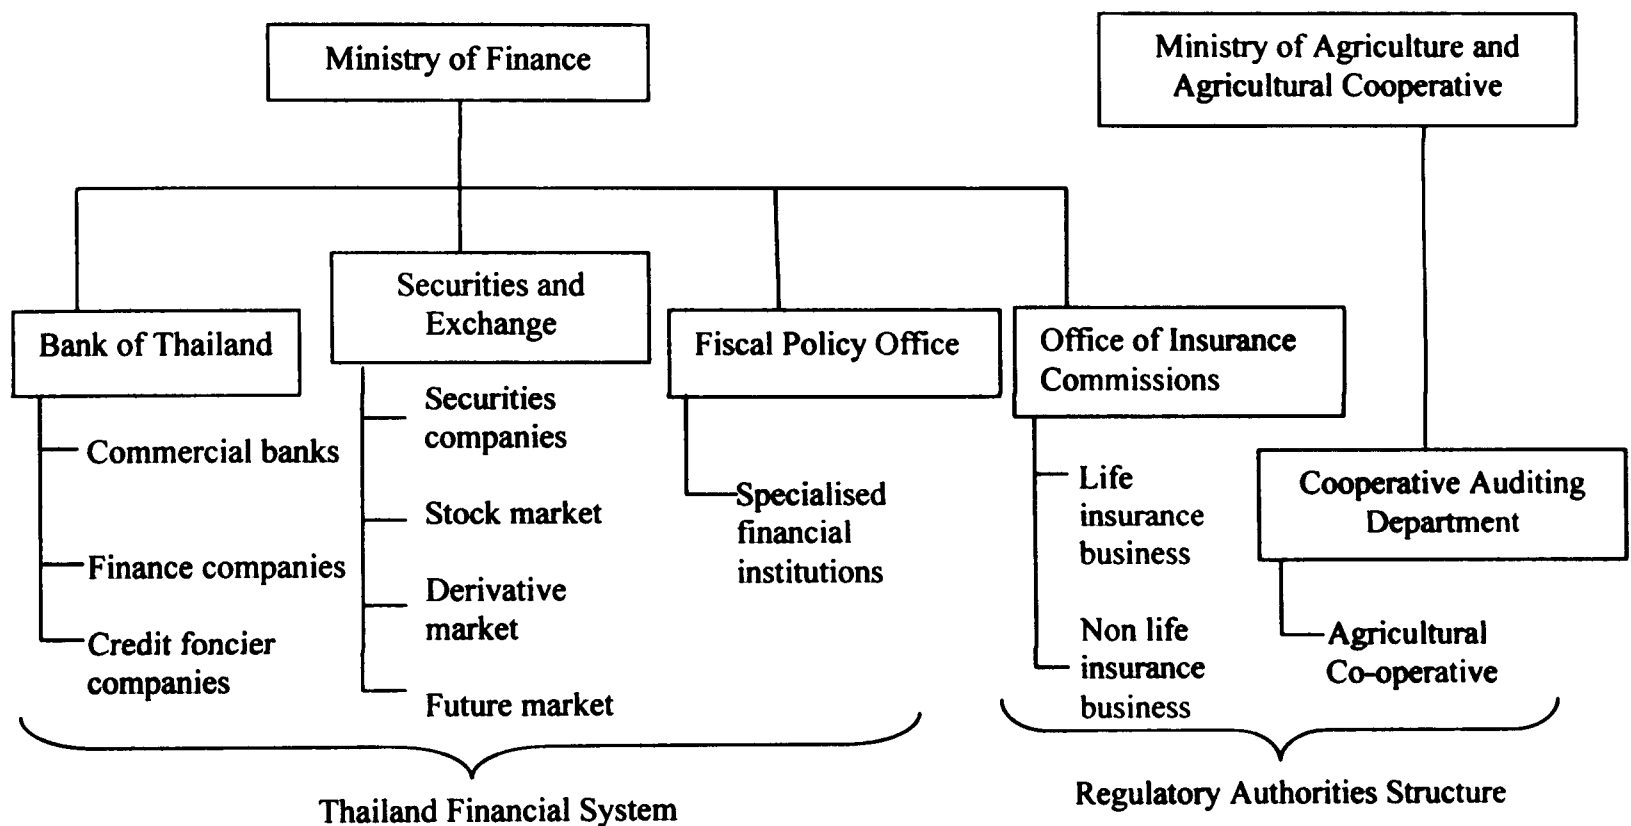 Ministry of Finance
Ministry of Agriculture and
Agricultural Cooperative
Securities and
Exchange
Bank of Thailand
Fiscal Policy Office
Office of Insurance
Commissions
Securities
companies
Commercial banks
Stock market
Specialised
financial
institutions
Life
insurance
business
Cooperative Auditing
Department
Finance companies
Derivative
market
Credit foncier
companies
Future market
Non life
insurance
business
Agricultural
Co-operative
Thailand Financial System
Regulatory Authorities Structure